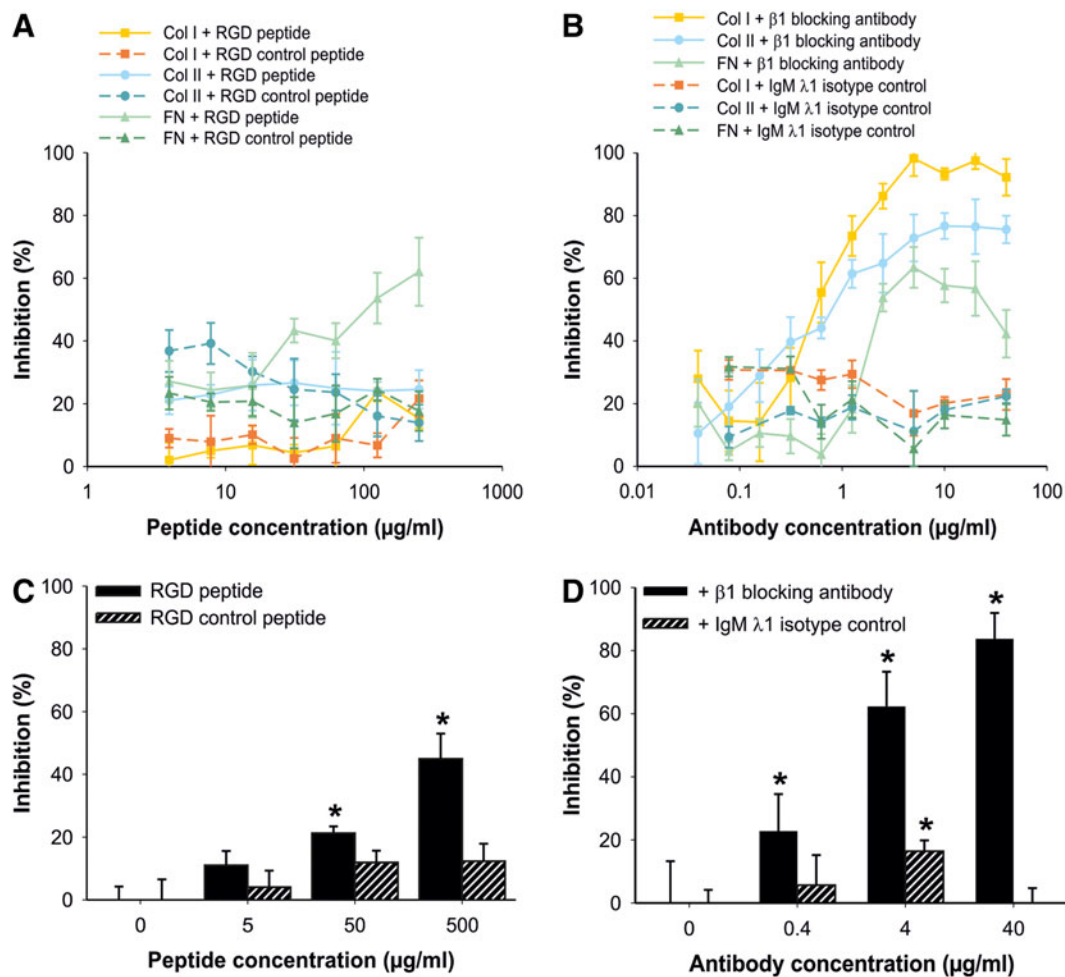 A
Col I + RGD peptide
Col I + RGD control peptide
Col II + RGD peptide
Col II + RGD control peptide
FN + RGD peptide
FN + RGD control peptide
100
80
60
40
20
0
Inhibition (%)
1
10
100
1000
Peptide concentration (µg/ml)
B
Col I + β1 blocking antibody
Col II + β1 blocking antibody
FN + β1 blocking antibody
Col I + IgM λ1 isotype control
Col II + IgM λ1 isotype control
FN + IgM λ1 isotype control
100
80
60
40
20
0
Inhibition (%)
0.01
0.1
1
10
100
Antibody concentration (µg/ml)
C
RGD peptide
RGD control peptide
100
80
60
40
20
0
Inhibition (%)
*
*
0
5
50
500
Peptide concentration (µg/ml)
D
+ β1 blocking antibody
+ IgM λ1 isotype control
100
80
60
40
20
0
Inhibition (%)
*
*
*
*
0
0.4
4
40
Antibody concentration (µg/ml)